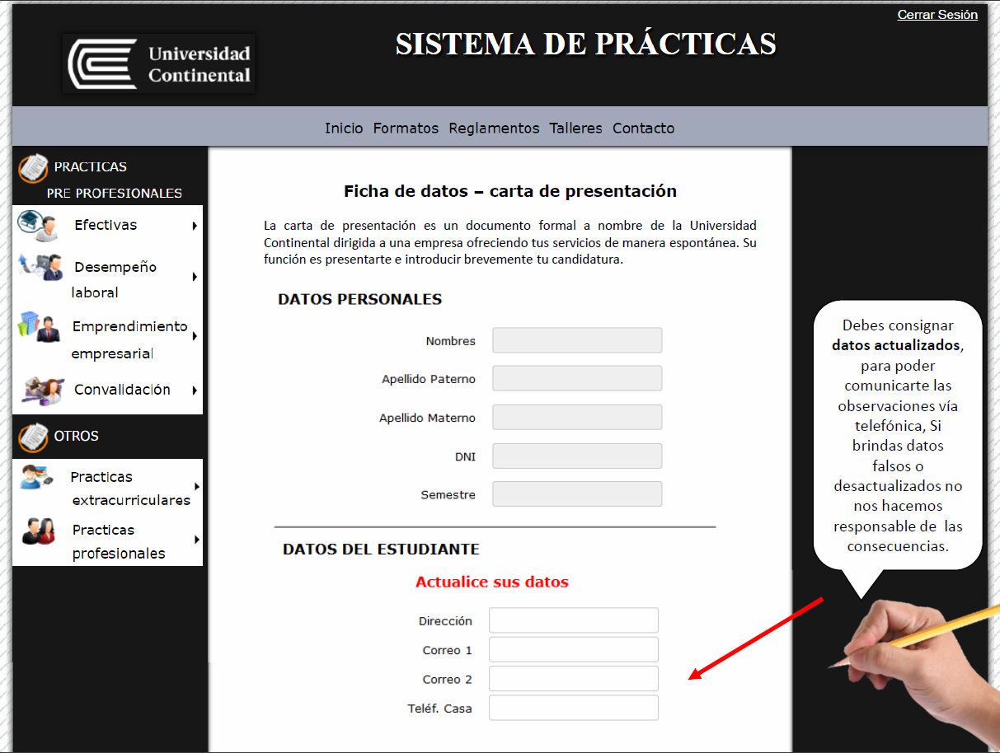 Cerrar Sesión
Universidad
Continental
SISTEMA DE PRÁCTICAS
Inicio Formatos Reglamentos Talleres Contacto
PRACTICAS
PRE PROFESIONALES
Efectivas
Desempeño
laboral
Emprendimiento
empresarial
Convalidación
OTROS
Practicas
extracurriculares
Practicas
profesionales
Ficha de datos – carta de presentación
La carta de presentación es un documento formal a nombre de la Universidad
Continental dirigida a una empresa ofreciendo tus servicios de manera espontánea. Su
función es presentarte e introducir brevemente tu candidatura.
DATOS PERSONALES
Nombres
Apellido Paterno
Apellido Materno
DNI
Semestre
DATOS DEL ESTUDIANTE
Actualice sus datos
Dirección
Correo 1
Correo 2
Teléf. Casa
Debes consignar
datos actualizados,
para poder
comunicarte las
observaciones vía
telefónica, Si
brindas datos
falsos o
desactualizados no
nos hacemos
responsable de las
consecuencias.